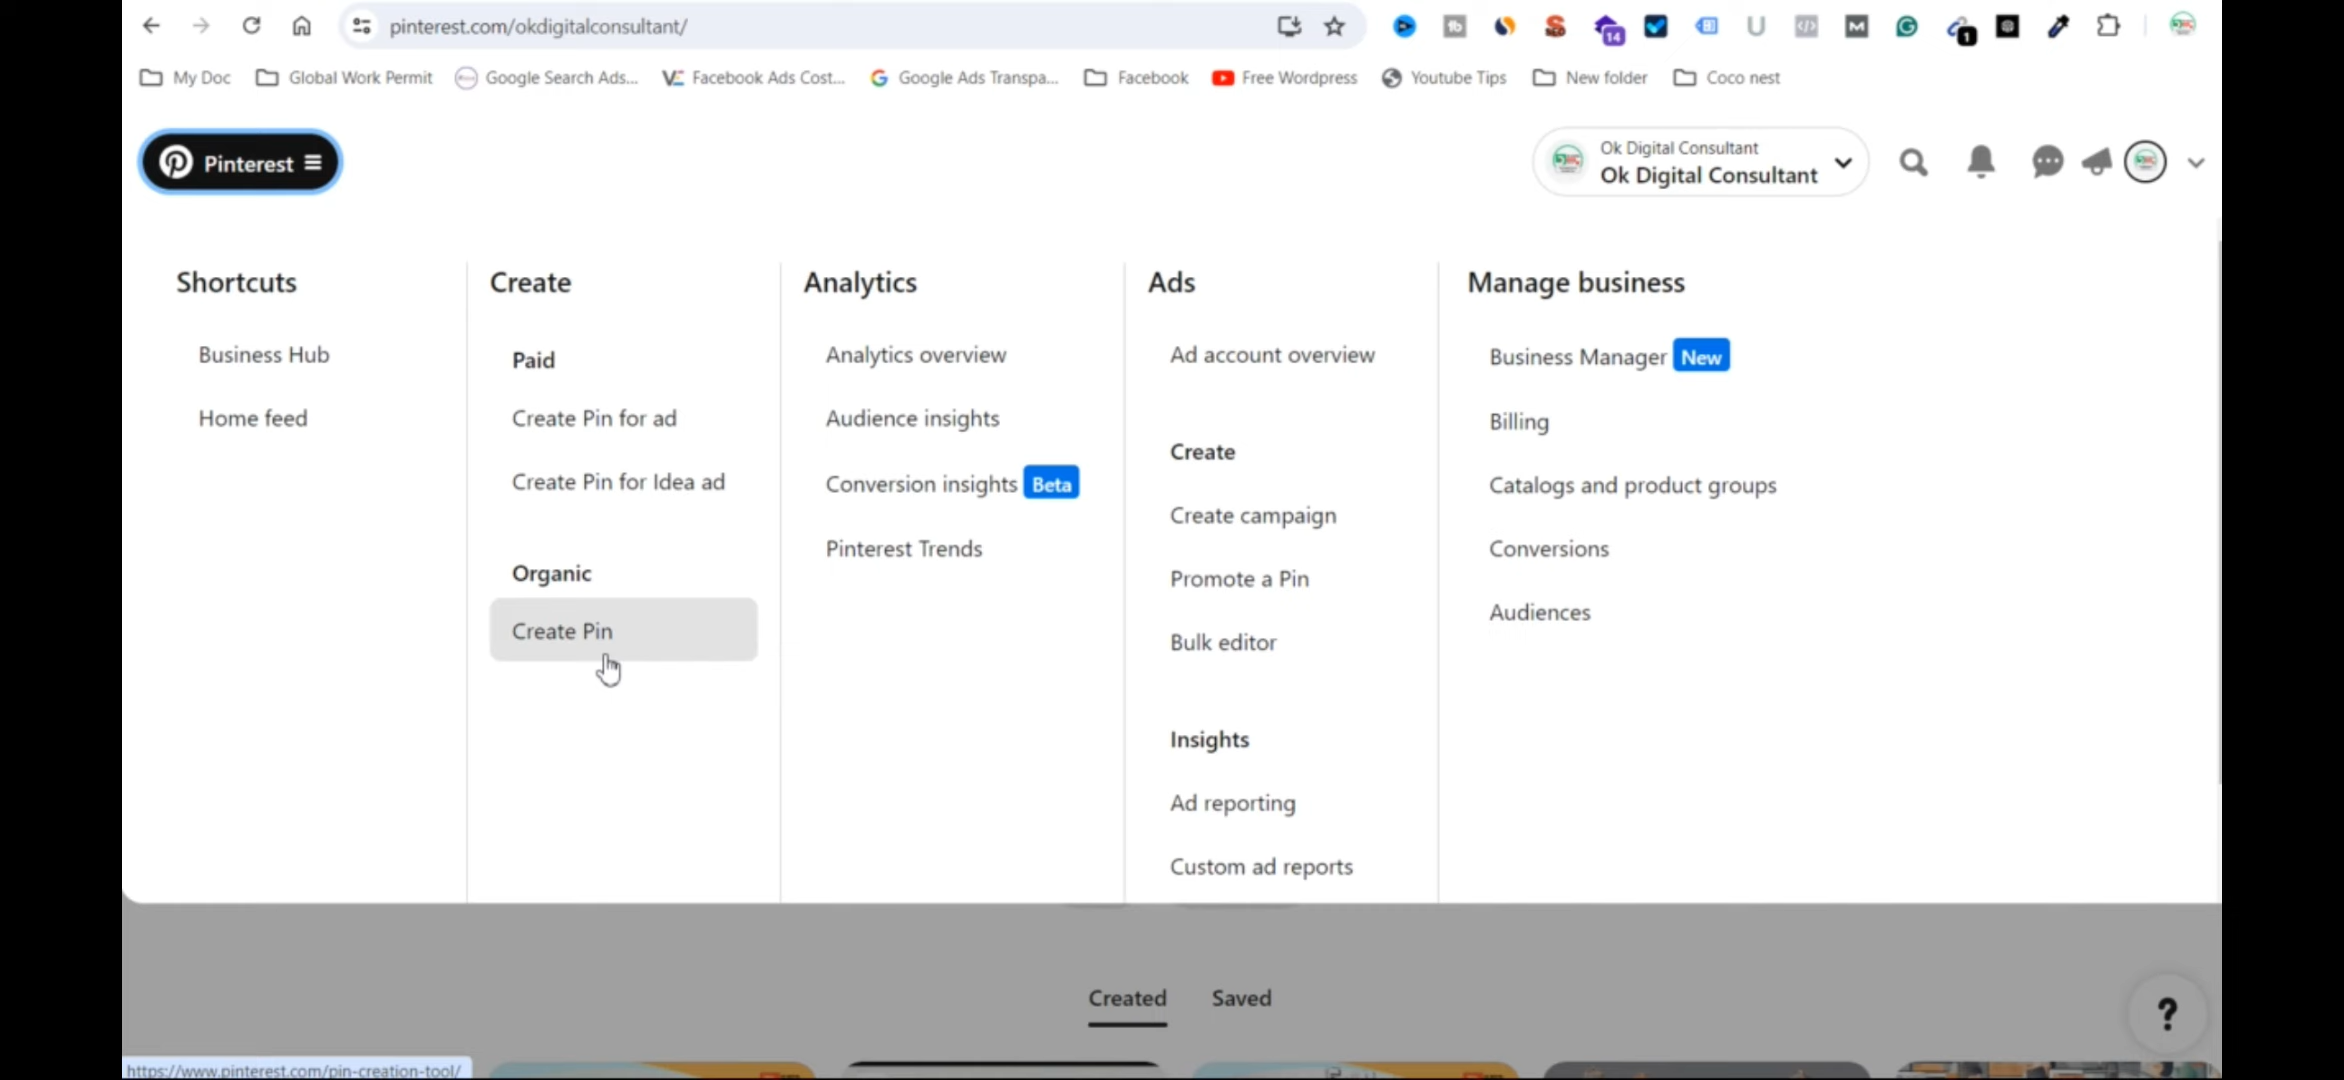 pinterest.com/okdigitalconsultant/
14
1
My Doc
Global Work Permit
Google Search Ads...
Facebook Ads Cost...
Google Ads Transpa...
Facebook
Free Wordpress
Youtube Tips
New folder
Coco nest
Pinterest
Ok Digital Consultant
Ok Digital Consultant
Shortcuts
Business Hub
Home feed
Create
Paid
Create Pin for ad
Create Pin for Idea ad
Organic
Create Pin
Analytics
Analytics overview
Audience insights
Conversion insights Beta
Pinterest Trends
Ads
Ad account overview
Create
Create campaign
Promote a Pin
Bulk editor
Insights
Ad reporting
Custom ad reports
Manage business
Business Manager New
Billing
Catalogs and product groups
Conversions
Audiences
Created
Saved
?
https://www.pinterest.com/pin-creation-tool/